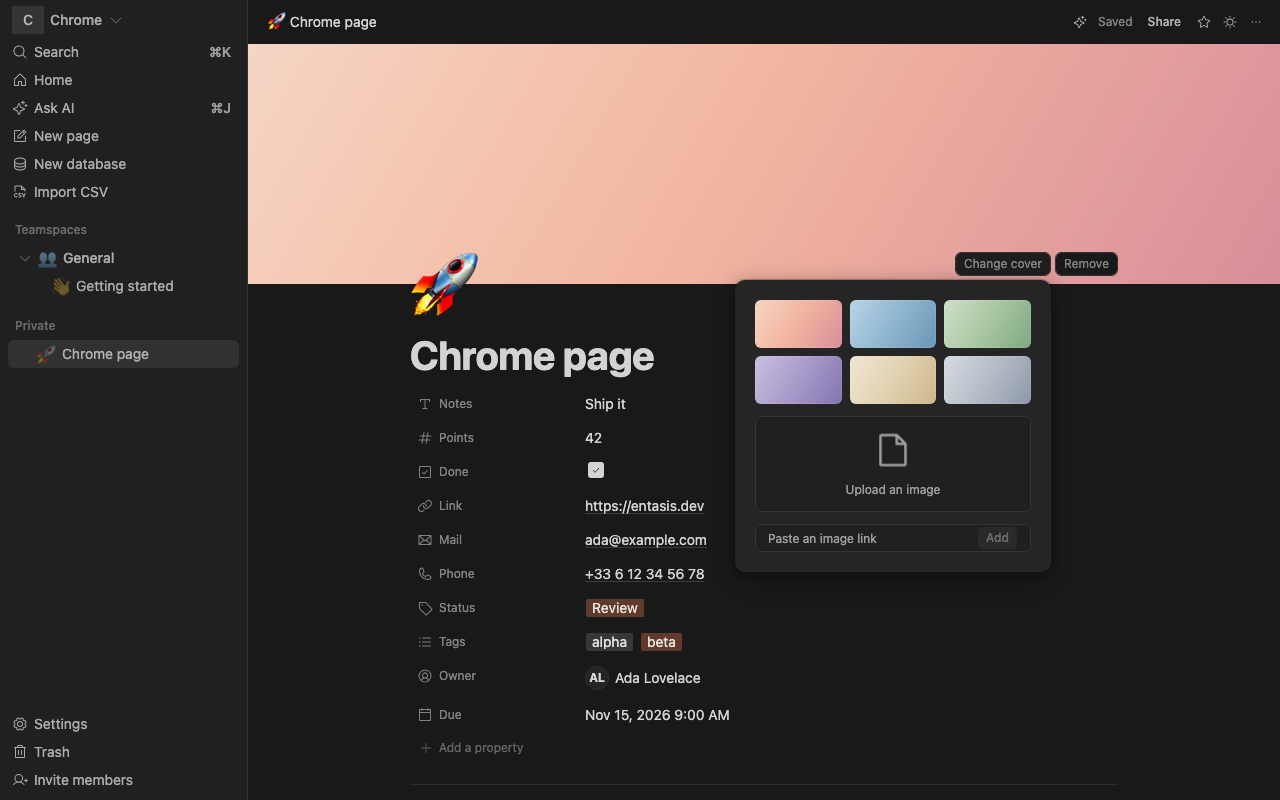 C Chrome
Search ⌘K
Home
Ask AI ⌘J
New page
New database
CSV Import CSV
Teamspaces
General
Getting started
Private
Chrome page
Settings
Trash
Invite members
Chrome page
Saved Share
Change cover Remove
Chrome page
Notes Ship it
Points 42
Done
Link https://entasis.dev
Mail ada@example.com
Phone +33 6 12 34 56 78
Status Review
Tags alpha beta
Owner AL Ada Lovelace
Due Nov 15, 2026 9:00 AM
Add a property
Upload an image
Paste an image link Add